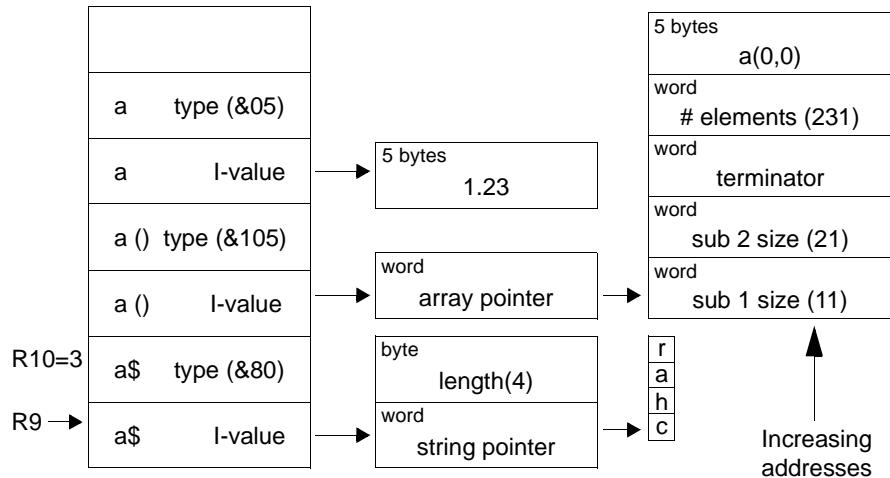 a type (&05)
a l-value
a () type (&105)
a () l-value
R10=3
a$ type (&80)
R9
a$ l-value
5 bytes
1.23
word
array pointer
byte
length(4)
word
string pointer
5 bytes
a(0,0)
word
# elements (231)
word
terminator
word
sub 2 size (21)
word
sub 1 size (11)
r
a
h
c
Increasing
addresses